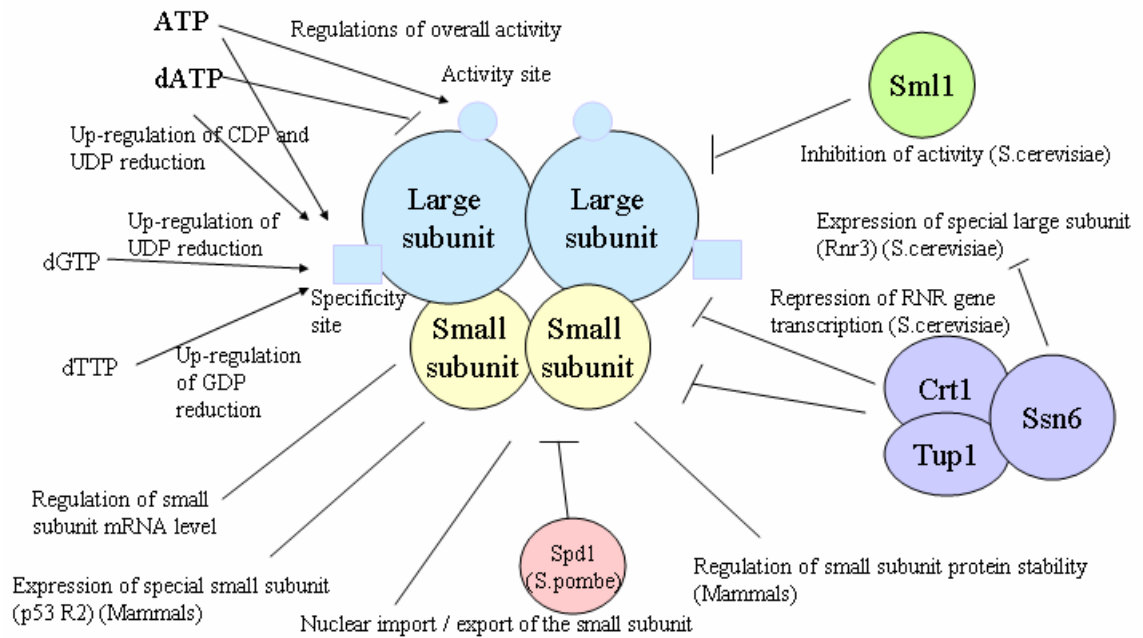 ATP
Regulations of overall activity
dATP
Activity site
Sml1
Up-regulation of CDP and
UDP reduction
Inhibition of activity (S.cerevisiae)
Large
subunit
Large
subunit
Up-regulation of
UDP reduction
Expression of special large subunit
(Rnr3) (S.cerevisiae)
dGTP
Specificity
site
Repression of RNR gene
transcription (S.cerevisiae)
Small
subunit
Small
subunit
dTTP
Up-regulation
of GDP
reduction
Crt1
Ssn6
Tup1
Regulation of small
subunit mRNA level
Spd1
(S.pombe)
Regulation of small subunit protein stability
(Mammals)
Expression of special small subunit
(p53 R2) (Mammals)
Nuclear import / export of the small subunit